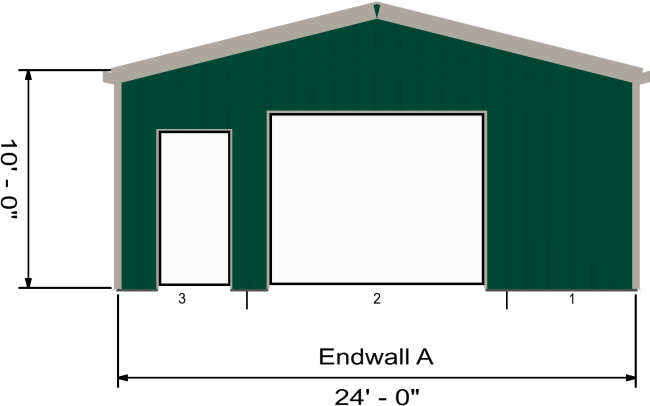 10' - 0"
3
2
1
Endwall A
24' - 0"